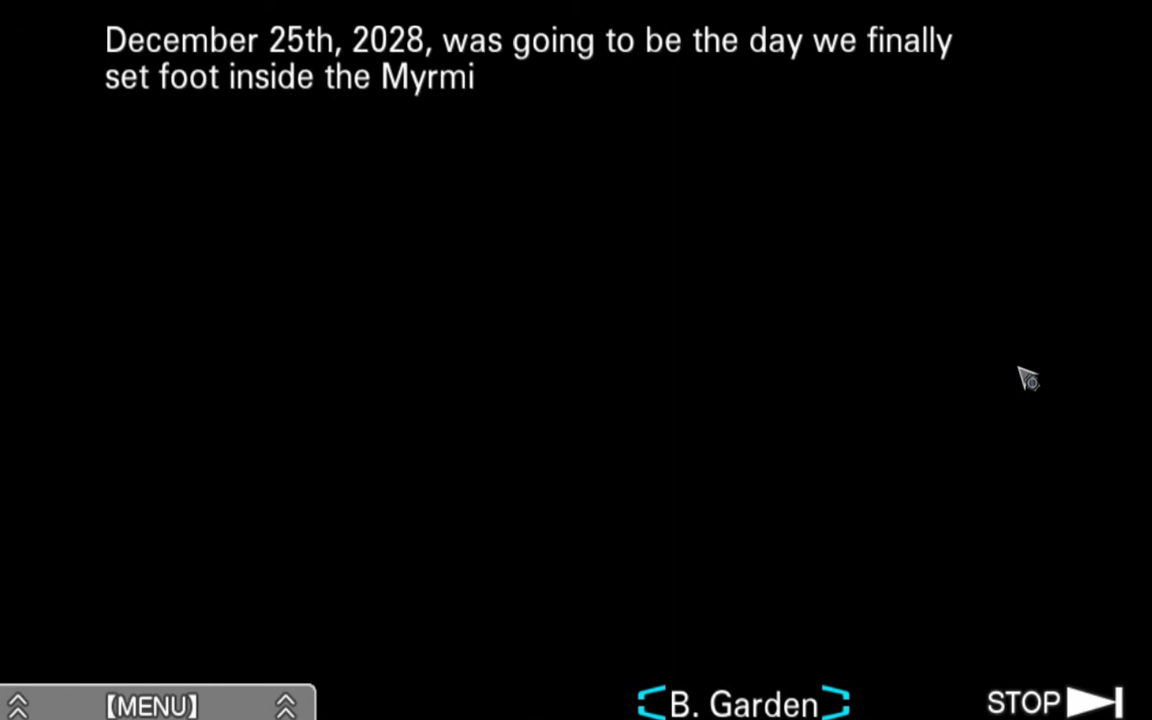 December 25th, 2028, was going to be the day we finally
set foot inside the Myrmi
【MENU】
B. Garden
STOP